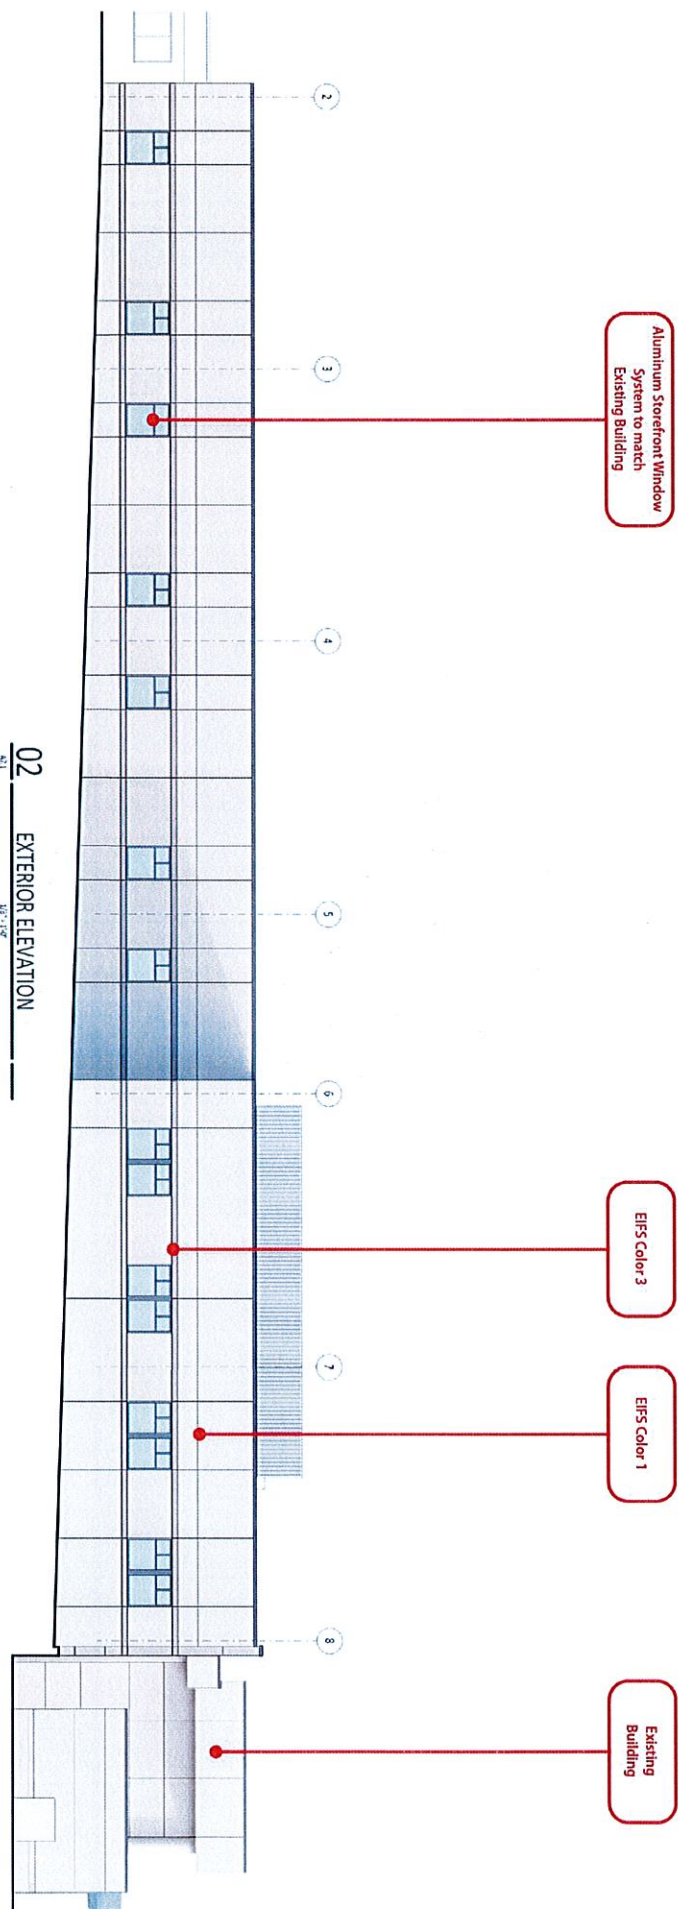 Aluminum Storefront Window
System to match
Existing Building
EIFS Color 3
EIFS Color 1
Existing
Building
2
3
4
5
6
7
8
02
EXTERIOR ELEVATION